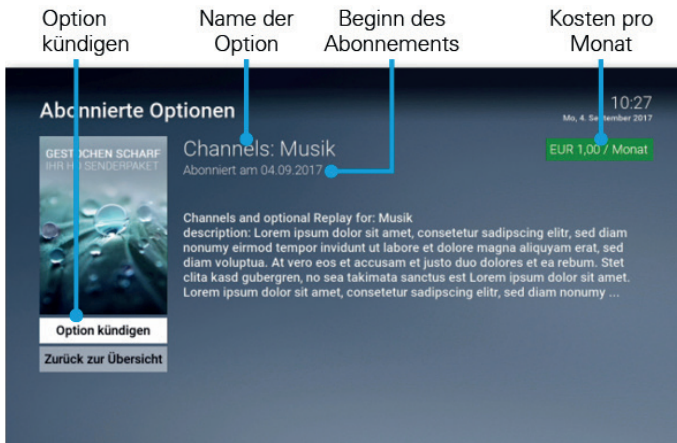 Option
kündigen
Name der
Option
Beginn des
Abonnements
Kosten pro
Monat
Abonnierte Optionen
10:27
Mo, 4. September 2017
GESTOCHEN SCHARF
IHR HD SENDERPAKET
Channels: Musik
Abonniert am 04.09.2017
EUR 1,00 / Monat
Channels and optional Replay for: Musik
description: Lorem ipsum dolor sit amet, consetetur sadipscing elitr, sed diam
nonumy eirmod tempor invidunt ut labore et dolore magna aliquyam erat, sed
diam voluptua. At vero eos et accusam et justo duo dolores et ea rebum. Stet
clita kasd gubergren, no sea takimata sanctus est Lorem ipsum dolor sit amet.
Lorem ipsum dolor sit amet, consetetur sadipscing elitr, sed diam nonumy ...
Option kündigen
Zurück zur Übersicht